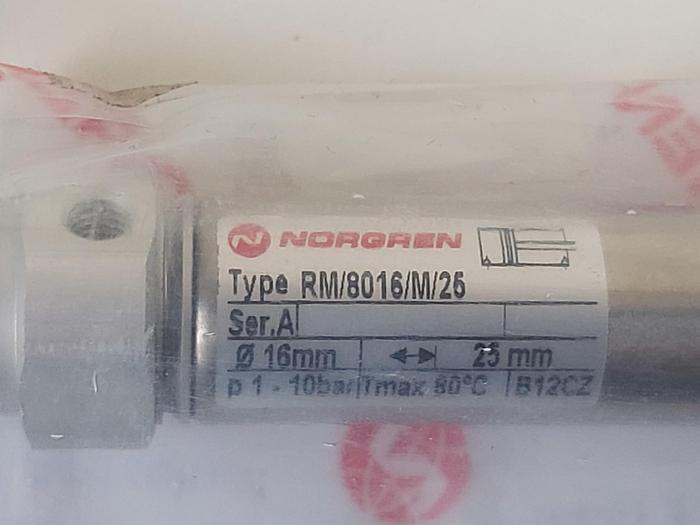 NORGREN
Type RM/8016/M/25
Ser.A
Ø 16mm 25 mm
p 1 - 10bar Tmax 80°C B12CZ